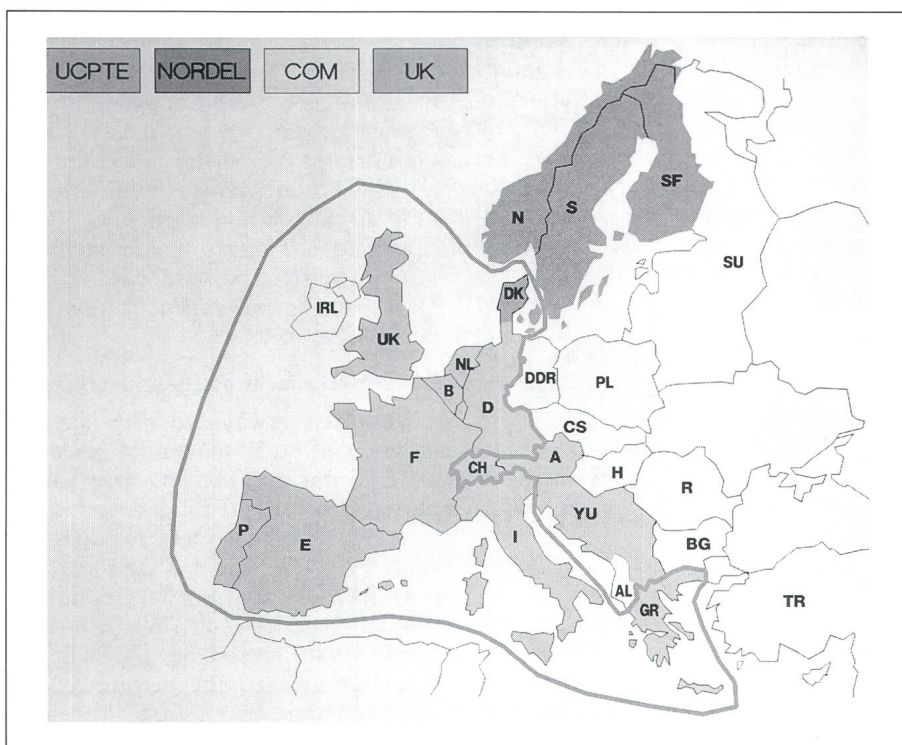 UCPTE NORDEL COM UK
SF
N S
SU
DK
IRL
UK
NL
DDR PL
B
D
CS
A
F CH H R
YU
P
E I BG
AL
GR TR